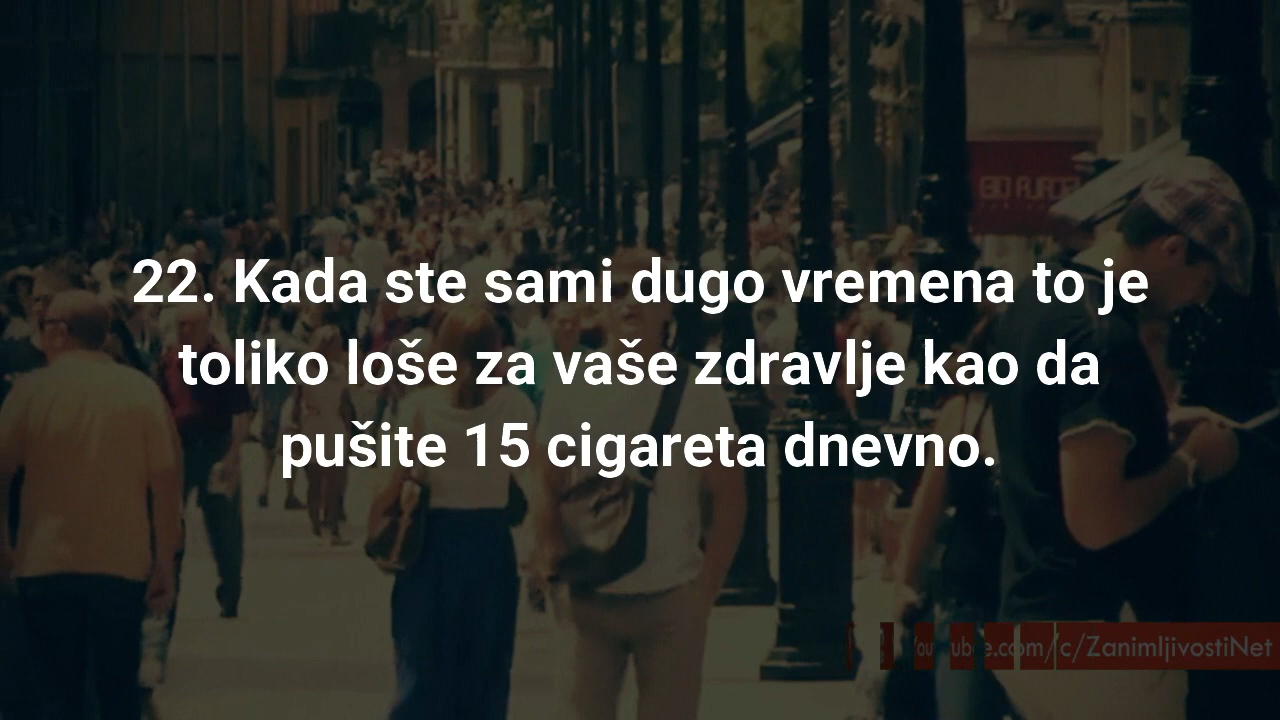 22. Kada ste sami dugo vremena to je
toliko loše za vaše zdravlje kao da
pušite 15 cigareta dnevno.
YouTube.com/c/ZanimljivostiNet